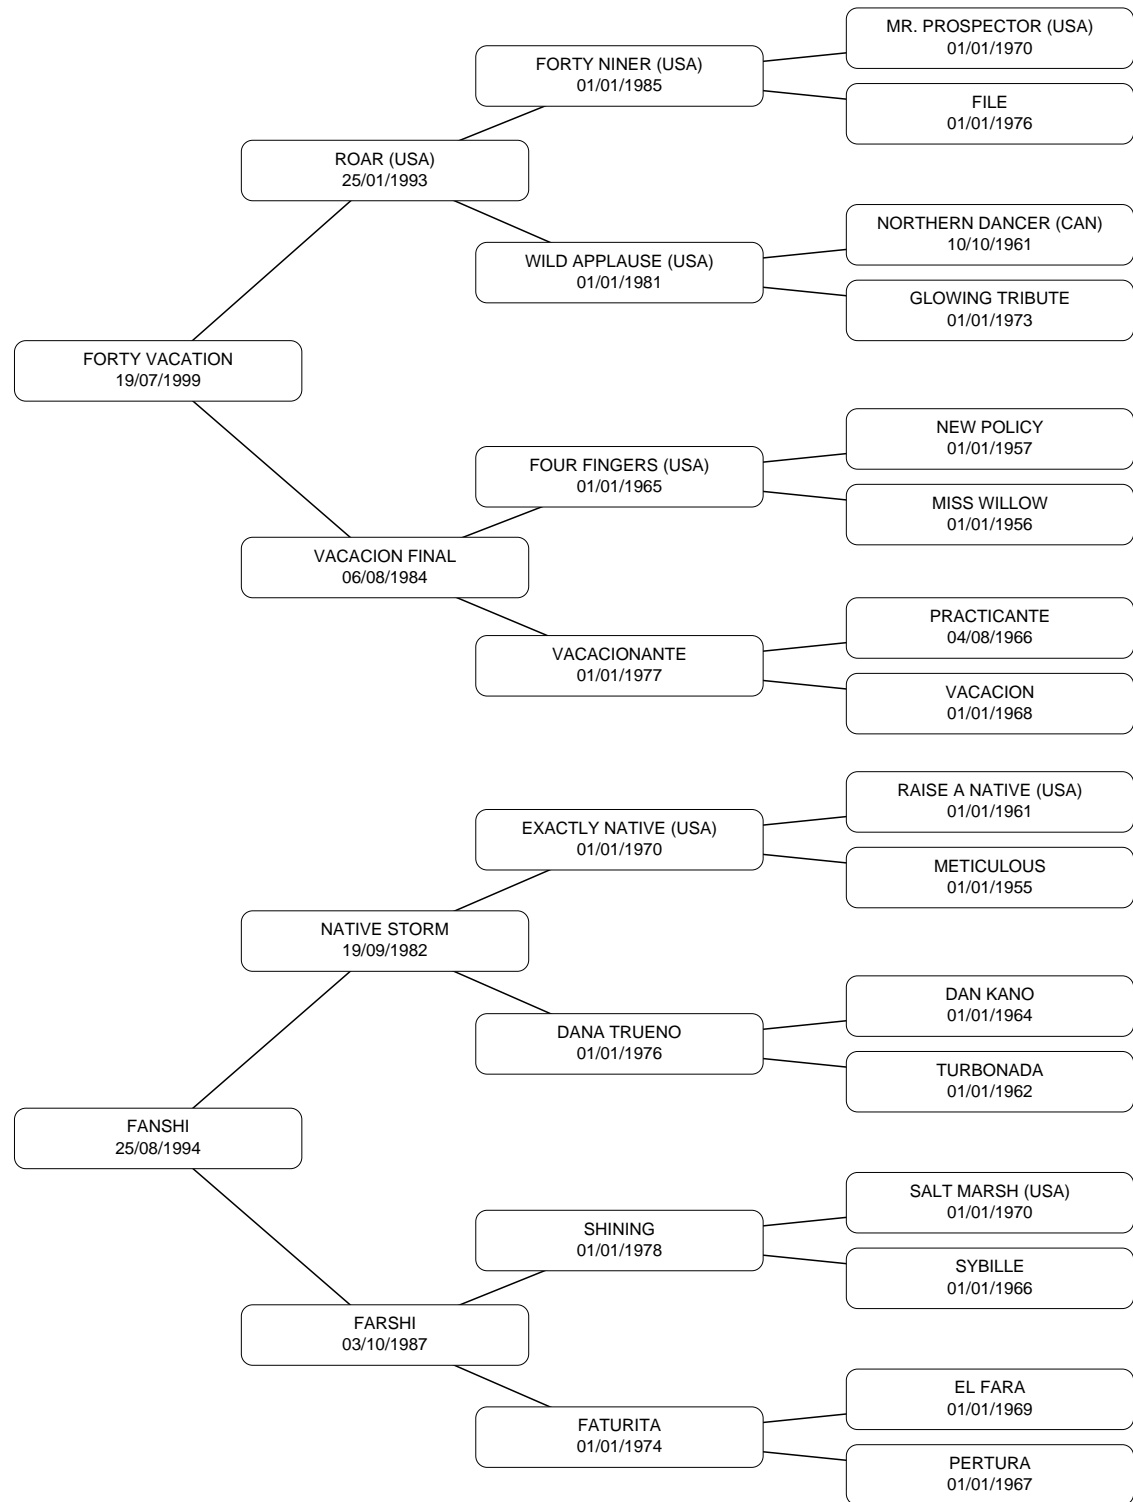 MR. PROSPECTOR (USA)
01/01/1970
FORTY NINER (USA)
01/01/1985
FILE
01/01/1976
ROAR (USA)
25/01/1993
NORTHERN DANCER (CAN)
10/10/1961
WILD APPLAUSE (USA)
01/01/1981
GLOWING TRIBUTE
01/01/1973
FORTY VACATION
19/07/1999
NEW POLICY
01/01/1957
FOUR FINGERS (USA)
01/01/1965
MISS WILLOW
01/01/1956
VACACION FINAL
06/08/1984
PRACTICANTE
04/08/1966
VACACIONANTE
01/01/1977
VACACION
01/01/1968
RAISE A NATIVE (USA)
01/01/1961
EXACTLY NATIVE (USA)
01/01/1970
METICULOUS
01/01/1955
NATIVE STORM
19/09/1982
DAN KANO
01/01/1964
DANA TRUENO
01/01/1976
TURBONADA
01/01/1962
FANSHI
25/08/1994
SALT MARSH (USA)
01/01/1970
SHINING
01/01/1978
SYBILLE
01/01/1966
FARSHI
03/10/1987
EL FARA
01/01/1969
FATURITA
01/01/1974
PERTURA
01/01/1967